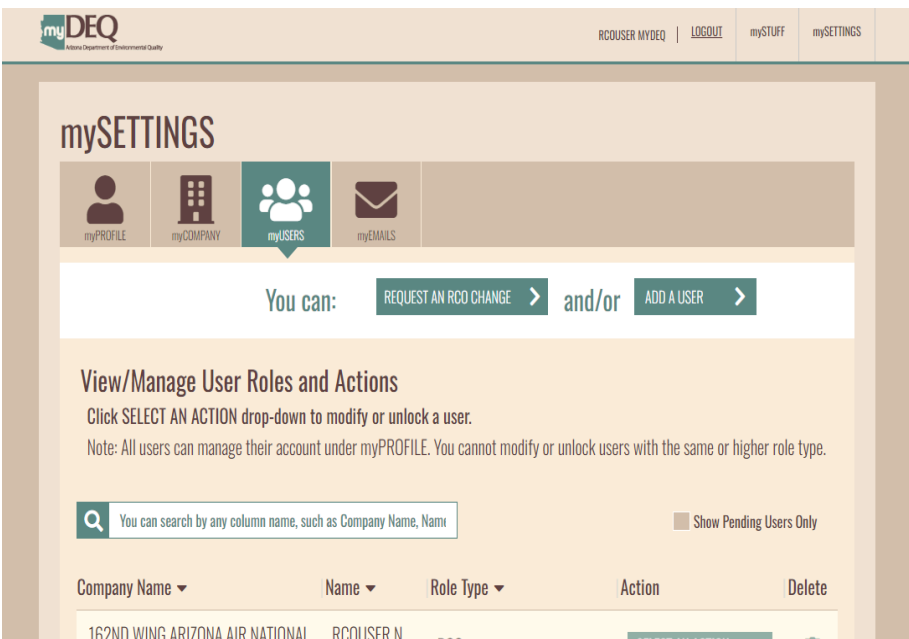 myDEQ
Arizona Department of Environmental Quality
RCOUSER MYDEQ | LOGOUT mySTUFF mySETTINGS
mySETTINGS
myPROFILE myCOMPANY myUSERS myEMAILS
You can: REQUEST AN RCO CHANGE and/or ADD A USER
View/Manage User Roles and Actions
Click SELECT AN ACTION drop-down to modify or unlock a user.
Note: All users can manage their account under myPROFILE. You cannot modify or unlock users with the same or higher role type.
You can search by any column name, such as Company Name, Name
Show Pending Users Only
Company Name Name Role Type Action Delete
162ND WING ARIZONA AIR NATIONAL RCOUSER N